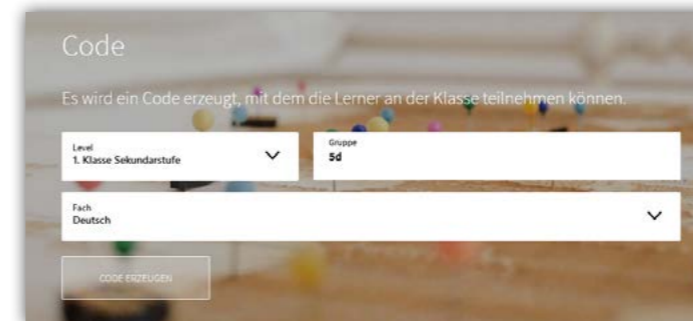 Code
Es wird ein Code erzeugt, mit dem die Lerner an der Klasse teilnehmen können.
Level
1. Klasse Sekundarstufe
Gruppe
5d
Fach
Deutsch
CODE ERZEUGEN